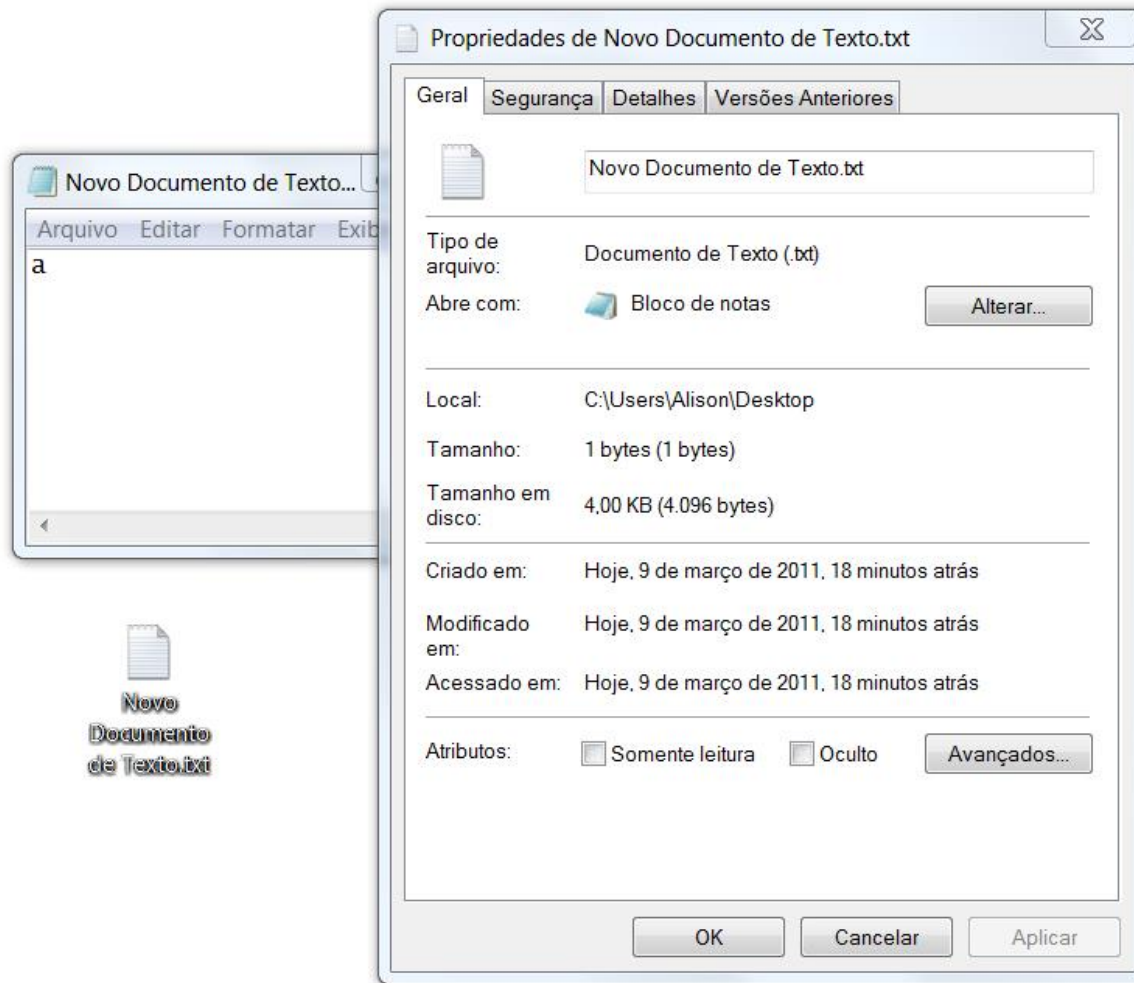 Propriedades de Novo Documento de Texto.txt
Geral
Segurança
Detalhes
Versões Anteriores
Novo Documento de Texto.txt
Tipo de
arquivo:
Documento de Texto (.txt)
Abre com:
Bloco de notas
Alterar...
Local:
C:\Users\Alison\Desktop
Tamanho:
1 bytes (1 bytes)
Tamanho em
disco:
4,00 KB (4.096 bytes)
Criado em:
Hoje, 9 de março de 2011, 18 minutos atrás
Modificado
em:
Hoje, 9 de março de 2011, 18 minutos atrás
Acessado em:
Hoje, 9 de março de 2011, 18 minutos atrás
Atributos:
Somente leitura
Oculto
Avançados...
OK
Cancelar
Aplicar
Novo Documento de Texto...
Arquivo Editar Formatar Exib
a
Novo
Documento
de Texto.txt